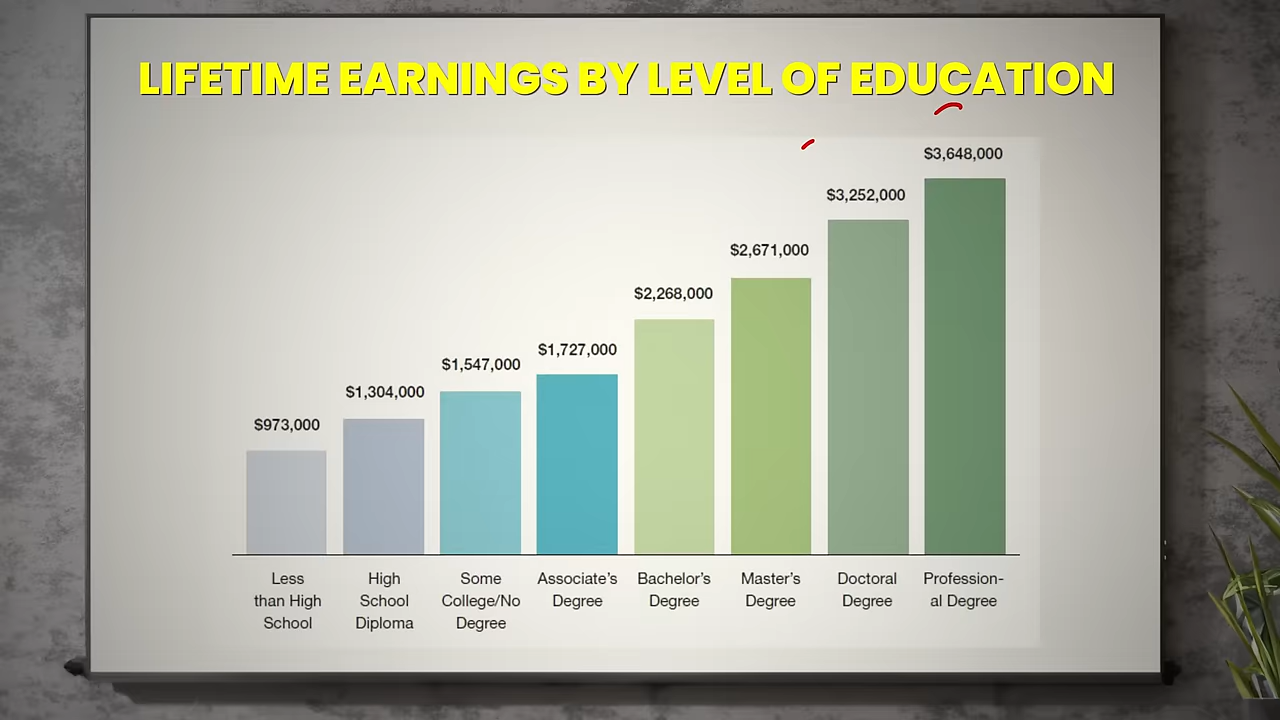 LIFETIME EARNINGS BY LEVEL OF EDUCATION
$3,648,000
$3,252,000
$2,671,000
$2,268,000
$1,727,000
$1,547,000
$1,304,000
$973,000
Less
than High
School
High
School
Diploma
Some
College/No
Degree
Associate's
Degree
Bachelor's
Degree
Master's
Degree
Doctoral
Degree
Profession-
al Degree